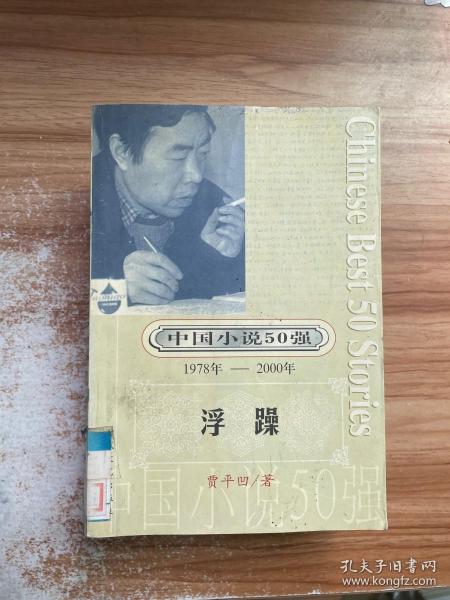 Chinese Best 50 Stories
中国小说50强
1978年 — 2000年
浮躁
贾平凹/著
中国小说50强
孔夫子旧书网
www.kongfz.com